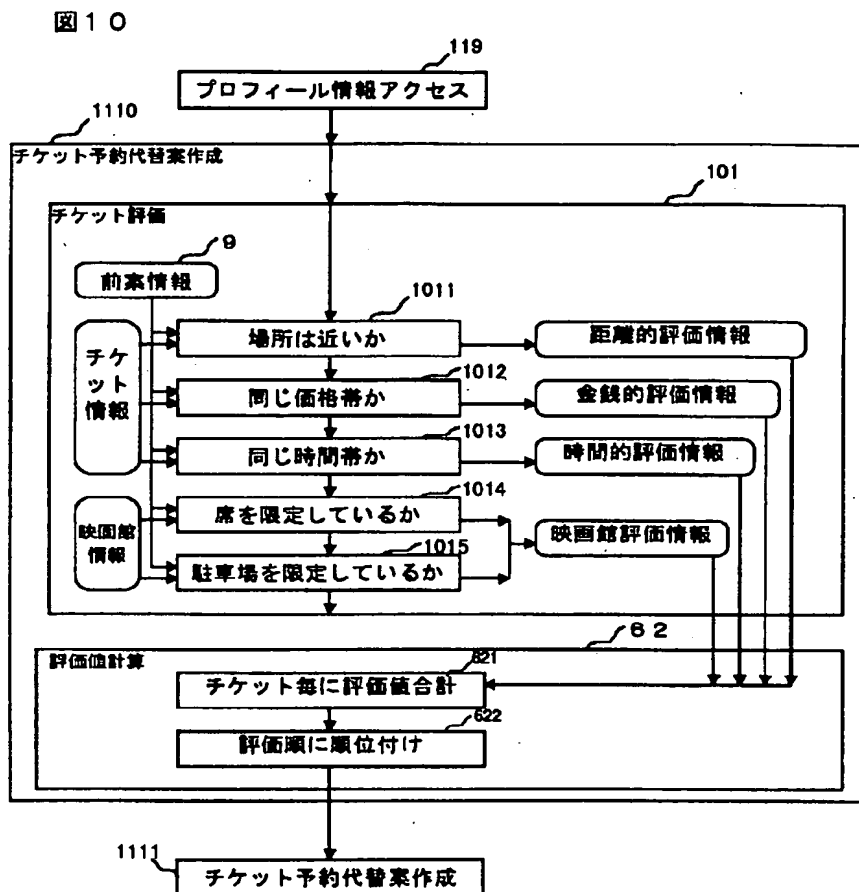 図10
119
プロフィール情報アクセス
1110
チケット予約代替案作成
101
チケット評価
9
前案情報
1011
場所は近いか
距離的評価情報
チケ
ット
情報
1012
同じ価格帯か
金銭的評価情報
1013
同じ時間帯か
時間的評価情報
1014
席を限定しているか
映画館
情報
映画館評価情報
1015
駐車場を限定しているか
62
評価値計算
621
チケット毎に評価値合計
622
評価順に順位付け
1111
チケット予約代替案作成